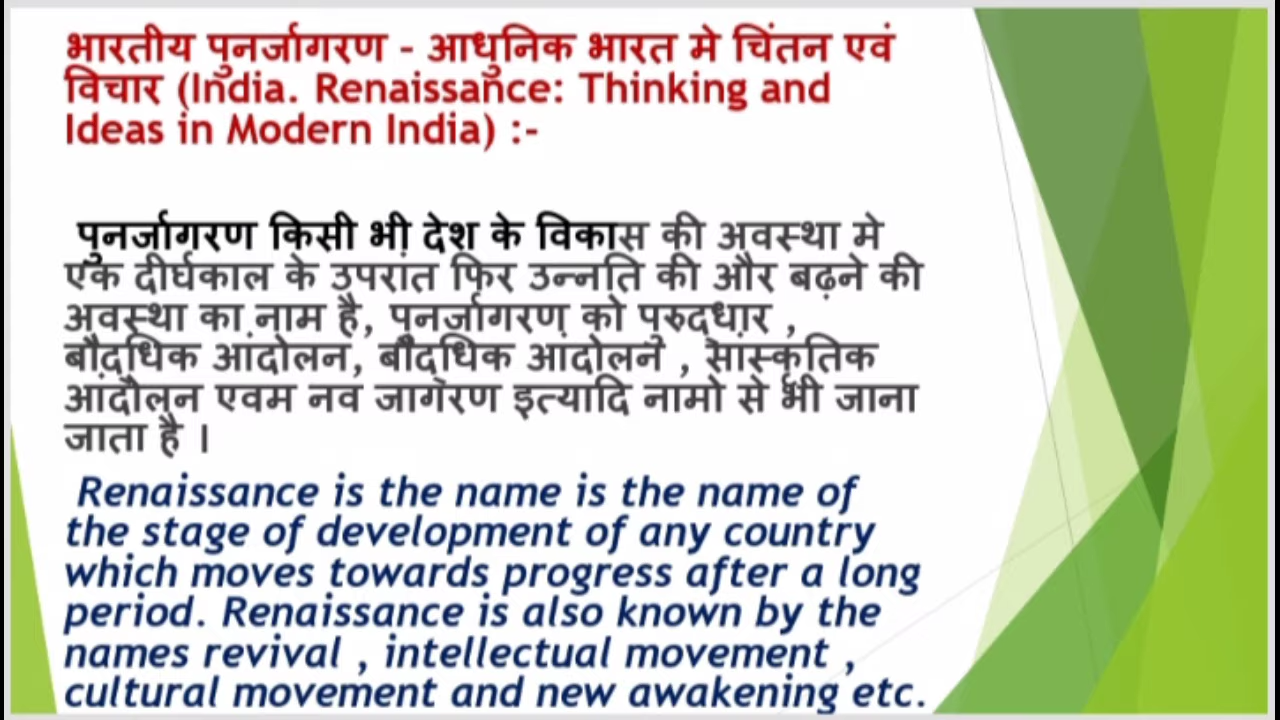 भारतीय पुनर्जागरण - आधुनिक भारत मे चिंतन एवं
विचार (India. Renaissance: Thinking and
Ideas in Modern India) :-
पुनर्जागरण किसी भी देश के विकास की अवस्था मे
एक दीर्घकाल के उपरांत फिर उन्नति की और बढ़ने की
अवस्था का नाम है, पुनर्जागरण को पुरुद्धार ,
बौद्धिक आंदोलन, बौद्धिक आंदोलन , सांस्कृतिक
आंदोलन एवम नव जागरण इत्यादि नामो से भी जाना
जाता है ।
Renaissance is the name is the name of
the stage of development of any country
which moves towards progress after a long
period. Renaissance is also known by the
names revival , intellectual movement ,
cultural movement and new awakening etc.